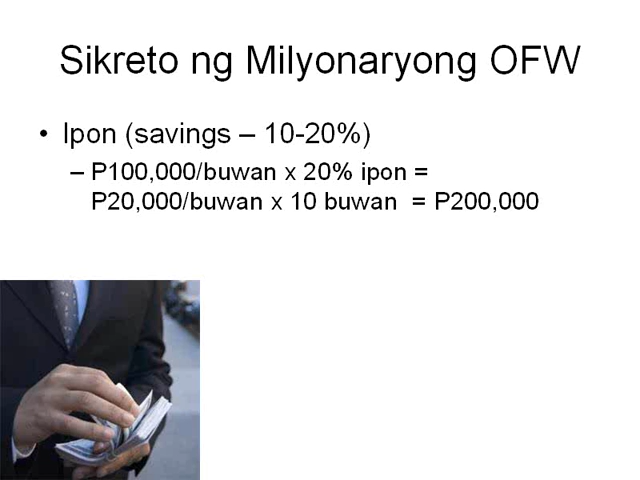 Sikreto ng Milyonaryong OFW
• Ipon (savings – 10-20%)
– P100,000/buwan x 20% ipon =
P20,000/buwan x 10 buwan = P200,000